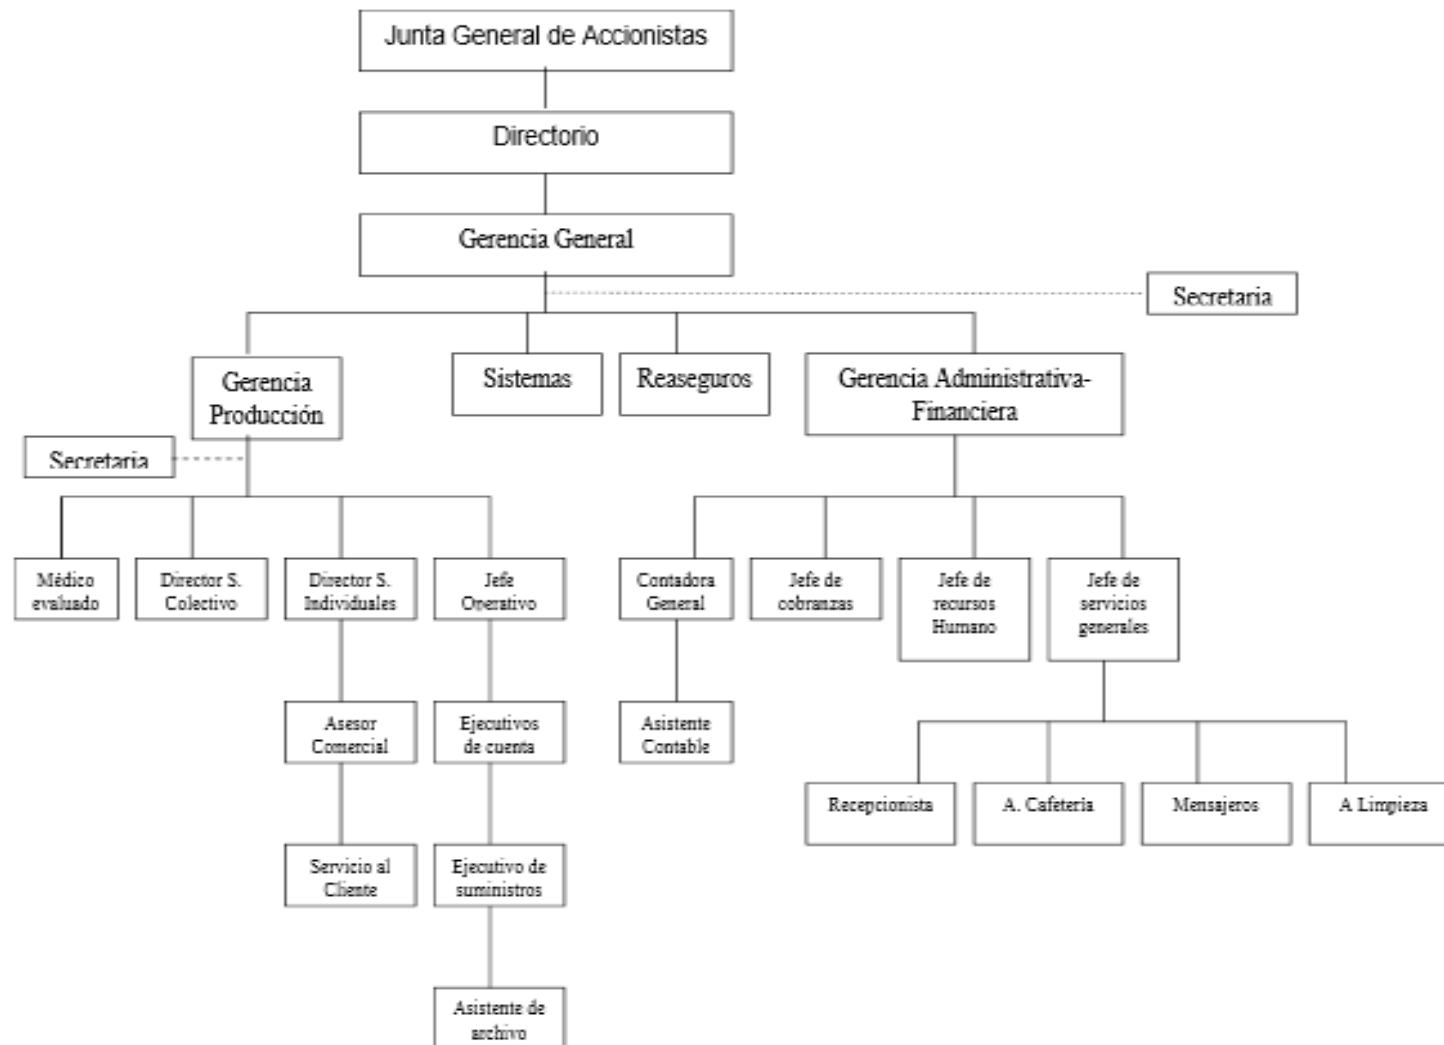 Junta General de Accionistas
Directorio
Gerencia General
Secretaria
Gerencia
Producción
Sistemas
Reaseguros
Gerencia Administrativa-
Financiera
Secretaria
Médico
evaluado
Director S.
Colectivo
Director S.
Individuales
Jefe
Operativo
Contadora
General
Jefe de
cobranzas
Jefe de
recursos
Humano
Jefe de
servicios
generales
Asesor
Comercial
Ejecutivos
de cuenta
Asistente
Contable
Recepcionista
A. Cafetería
Mensajeros
A Limpieza
Servicio al
Cliente
Ejecutivo de
suministros
Asistente de
archivo